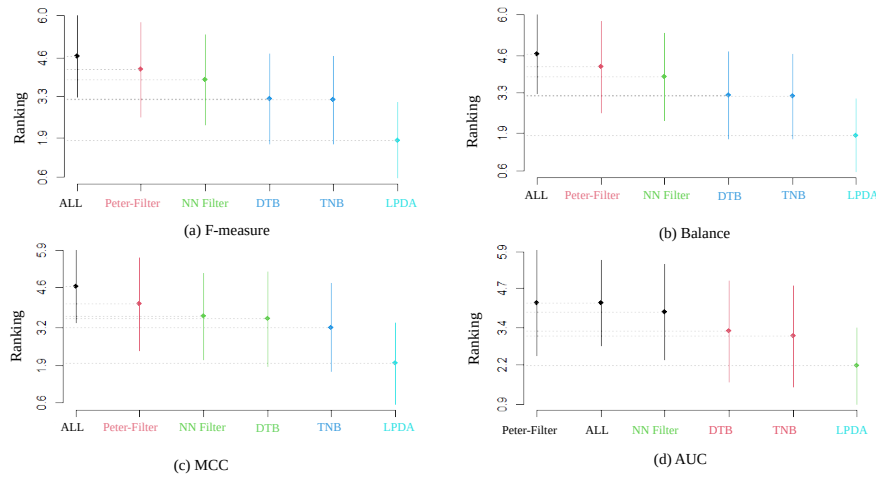 Ranking
6.0
4.6
3.3
1.9
0.6
ALL
Peter-Filter
NN Filter
DTB
TNB
LPDA
(a) F-measure
Ranking
6.0
4.6
3.3
1.9
0.6
ALL
Peter-Filter
NN Filter
DTB
TNB
LPDA
(b) Balance
Ranking
5.9
4.6
3.2
1.9
0.6
ALL
Peter-Filter
NN Filter
DTB
TNB
LPDA
(c) MCC
Ranking
5.9
4.7
3.4
2.2
0.9
Peter-Filter
ALL
NN Filter
DTB
TNB
LPDA
(d) AUC